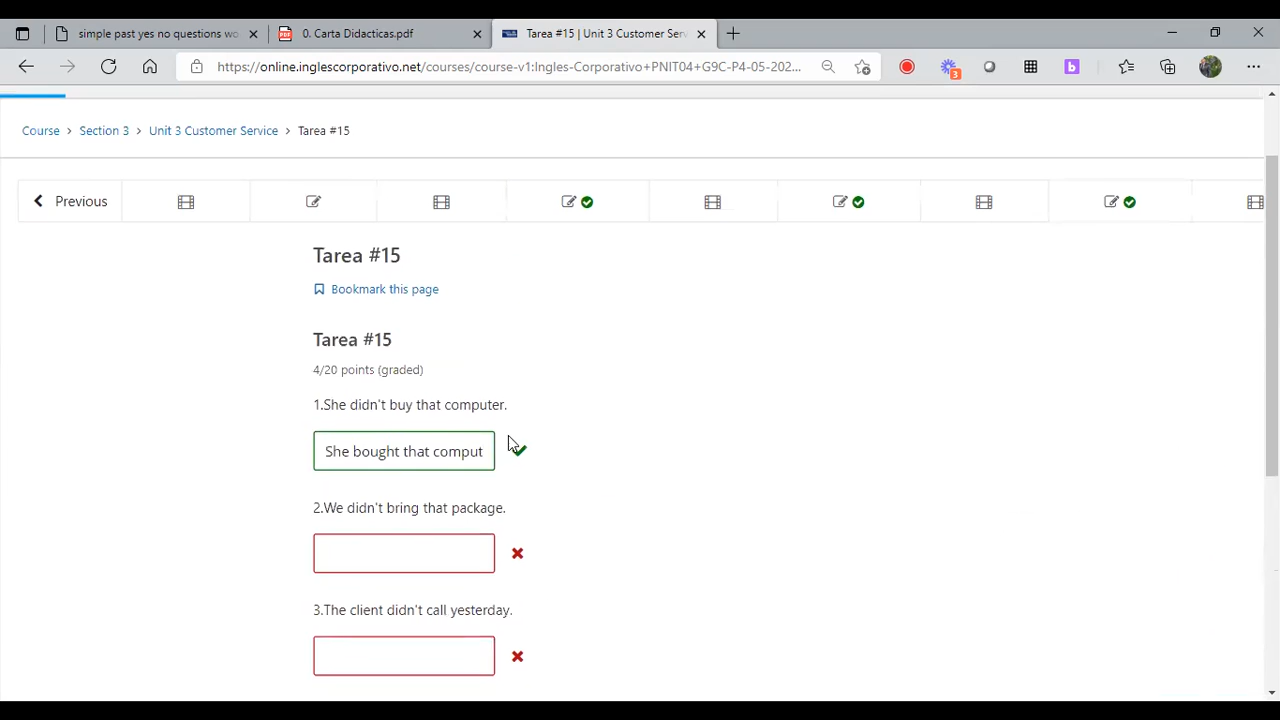 simple past yes no questions wo
0. Carta Didacticas.pdf
Tarea #15 | Unit 3 Customer Serv
https://online.inglescorporativo.net/courses/course-v1:Ingles-Corporativo+PNIT04+G9C-P4-05-202...
3
b
Course > Section 3 > Unit 3 Customer Service > Tarea #15
Previous
Tarea #15
Bookmark this page
Tarea #15
4/20 points (graded)
1.She didn't buy that computer.
She bought that comput
2.We didn't bring that package.
3.The client didn't call yesterday.